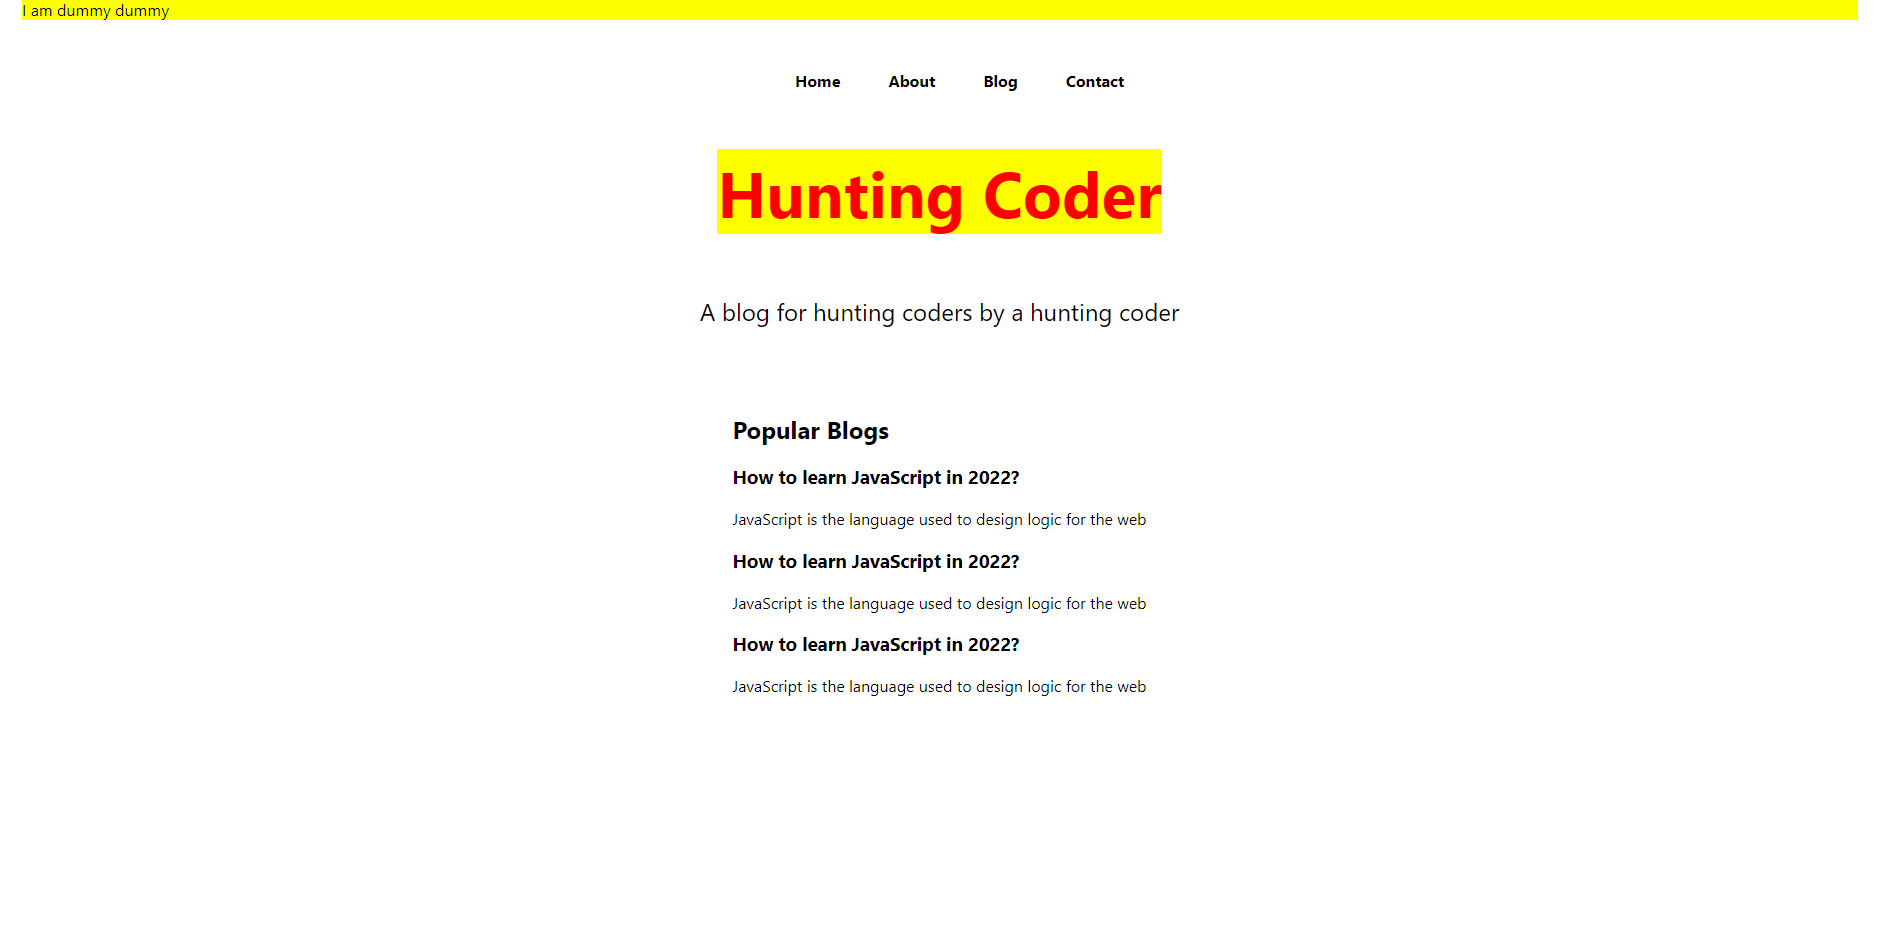 I am dummy dummy
Home About Blog Contact
Hunting Coder
A blog for hunting coders by a hunting coder
Popular Blogs
How to learn JavaScript in 2022?
JavaScript is the language used to design logic for the web
How to learn JavaScript in 2022?
JavaScript is the language used to design logic for the web
How to learn JavaScript in 2022?
JavaScript is the language used to design logic for the web